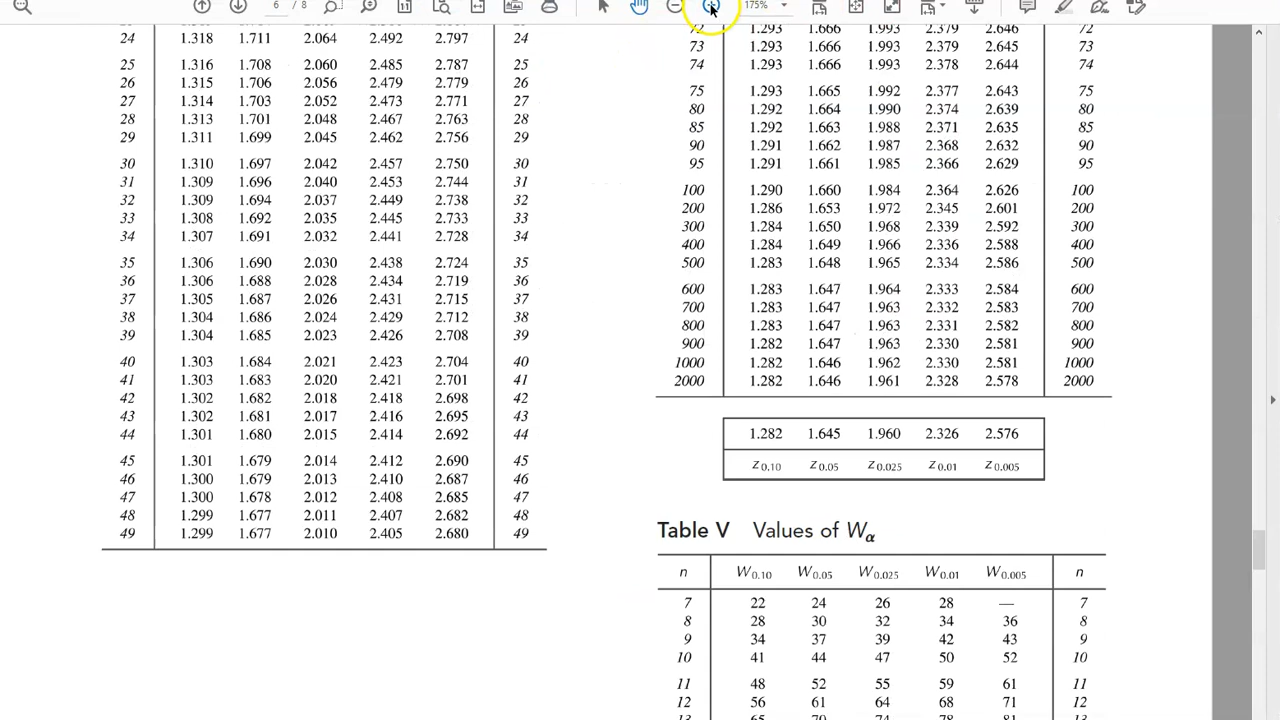 6 / 8
175%
24 1.318 1.711 2.064 2.492 2.797 24
25 1.316 1.708 2.060 2.485 2.787 25
26 1.315 1.706 2.056 2.479 2.779 26
27 1.314 1.703 2.052 2.473 2.771 27
28 1.313 1.701 2.048 2.467 2.763 28
29 1.311 1.699 2.045 2.462 2.756 29
30 1.310 1.697 2.042 2.457 2.750 30
31 1.309 1.696 2.040 2.453 2.744 31
32 1.309 1.694 2.037 2.449 2.738 32
33 1.308 1.692 2.035 2.445 2.733 33
34 1.307 1.691 2.032 2.441 2.728 34
35 1.306 1.690 2.030 2.438 2.724 35
36 1.306 1.688 2.028 2.434 2.719 36
37 1.305 1.687 2.026 2.431 2.715 37
38 1.304 1.686 2.024 2.429 2.712 38
39 1.304 1.685 2.023 2.426 2.708 39
40 1.303 1.684 2.021 2.423 2.704 40
41 1.303 1.683 2.020 2.421 2.701 41
42 1.302 1.682 2.018 2.418 2.698 42
43 1.302 1.681 2.017 2.416 2.695 43
44 1.301 1.680 2.015 2.414 2.692 44
45 1.301 1.679 2.014 2.412 2.690 45
46 1.300 1.679 2.013 2.410 2.687 46
47 1.300 1.678 2.012 2.408 2.685 47
48 1.299 1.677 2.011 2.407 2.682 48
49 1.299 1.677 2.010 2.405 2.680 49
72 1.293 1.666 1.993 2.379 2.646 72
73 1.293 1.666 1.993 2.379 2.645 73
74 1.293 1.666 1.993 2.378 2.644 74
75 1.293 1.665 1.992 2.377 2.643 75
80 1.292 1.664 1.990 2.374 2.639 80
85 1.292 1.663 1.988 2.371 2.635 85
90 1.291 1.662 1.987 2.368 2.632 90
95 1.291 1.661 1.985 2.366 2.629 95
100 1.290 1.660 1.984 2.364 2.626 100
200 1.286 1.653 1.972 2.345 2.601 200
300 1.284 1.650 1.968 2.339 2.592 300
400 1.284 1.649 1.966 2.336 2.588 400
500 1.283 1.648 1.965 2.334 2.586 500
600 1.283 1.647 1.964 2.333 2.584 600
700 1.283 1.647 1.963 2.332 2.583 700
800 1.283 1.647 1.963 2.331 2.582 800
900 1.282 1.647 1.963 2.330 2.581 900
1000 1.282 1.646 1.962 2.330 2.581 1000
2000 1.282 1.646 1.961 2.328 2.578 2000
1.282 1.645 1.960 2.326 2.576
z0.10 z0.05 z0.025 z0.01 z0.005
Table V Values of Wα
n W0.10 W0.05 W0.025 W0.01 W0.005 n
7 22 24 26 28 — 7
8 28 30 32 34 36 8
9 34 37 39 42 43 9
10 41 44 47 50 52 10
11 48 52 55 59 61 11
12 56 61 64 68 71 12
13 65 70 74 78 81 13